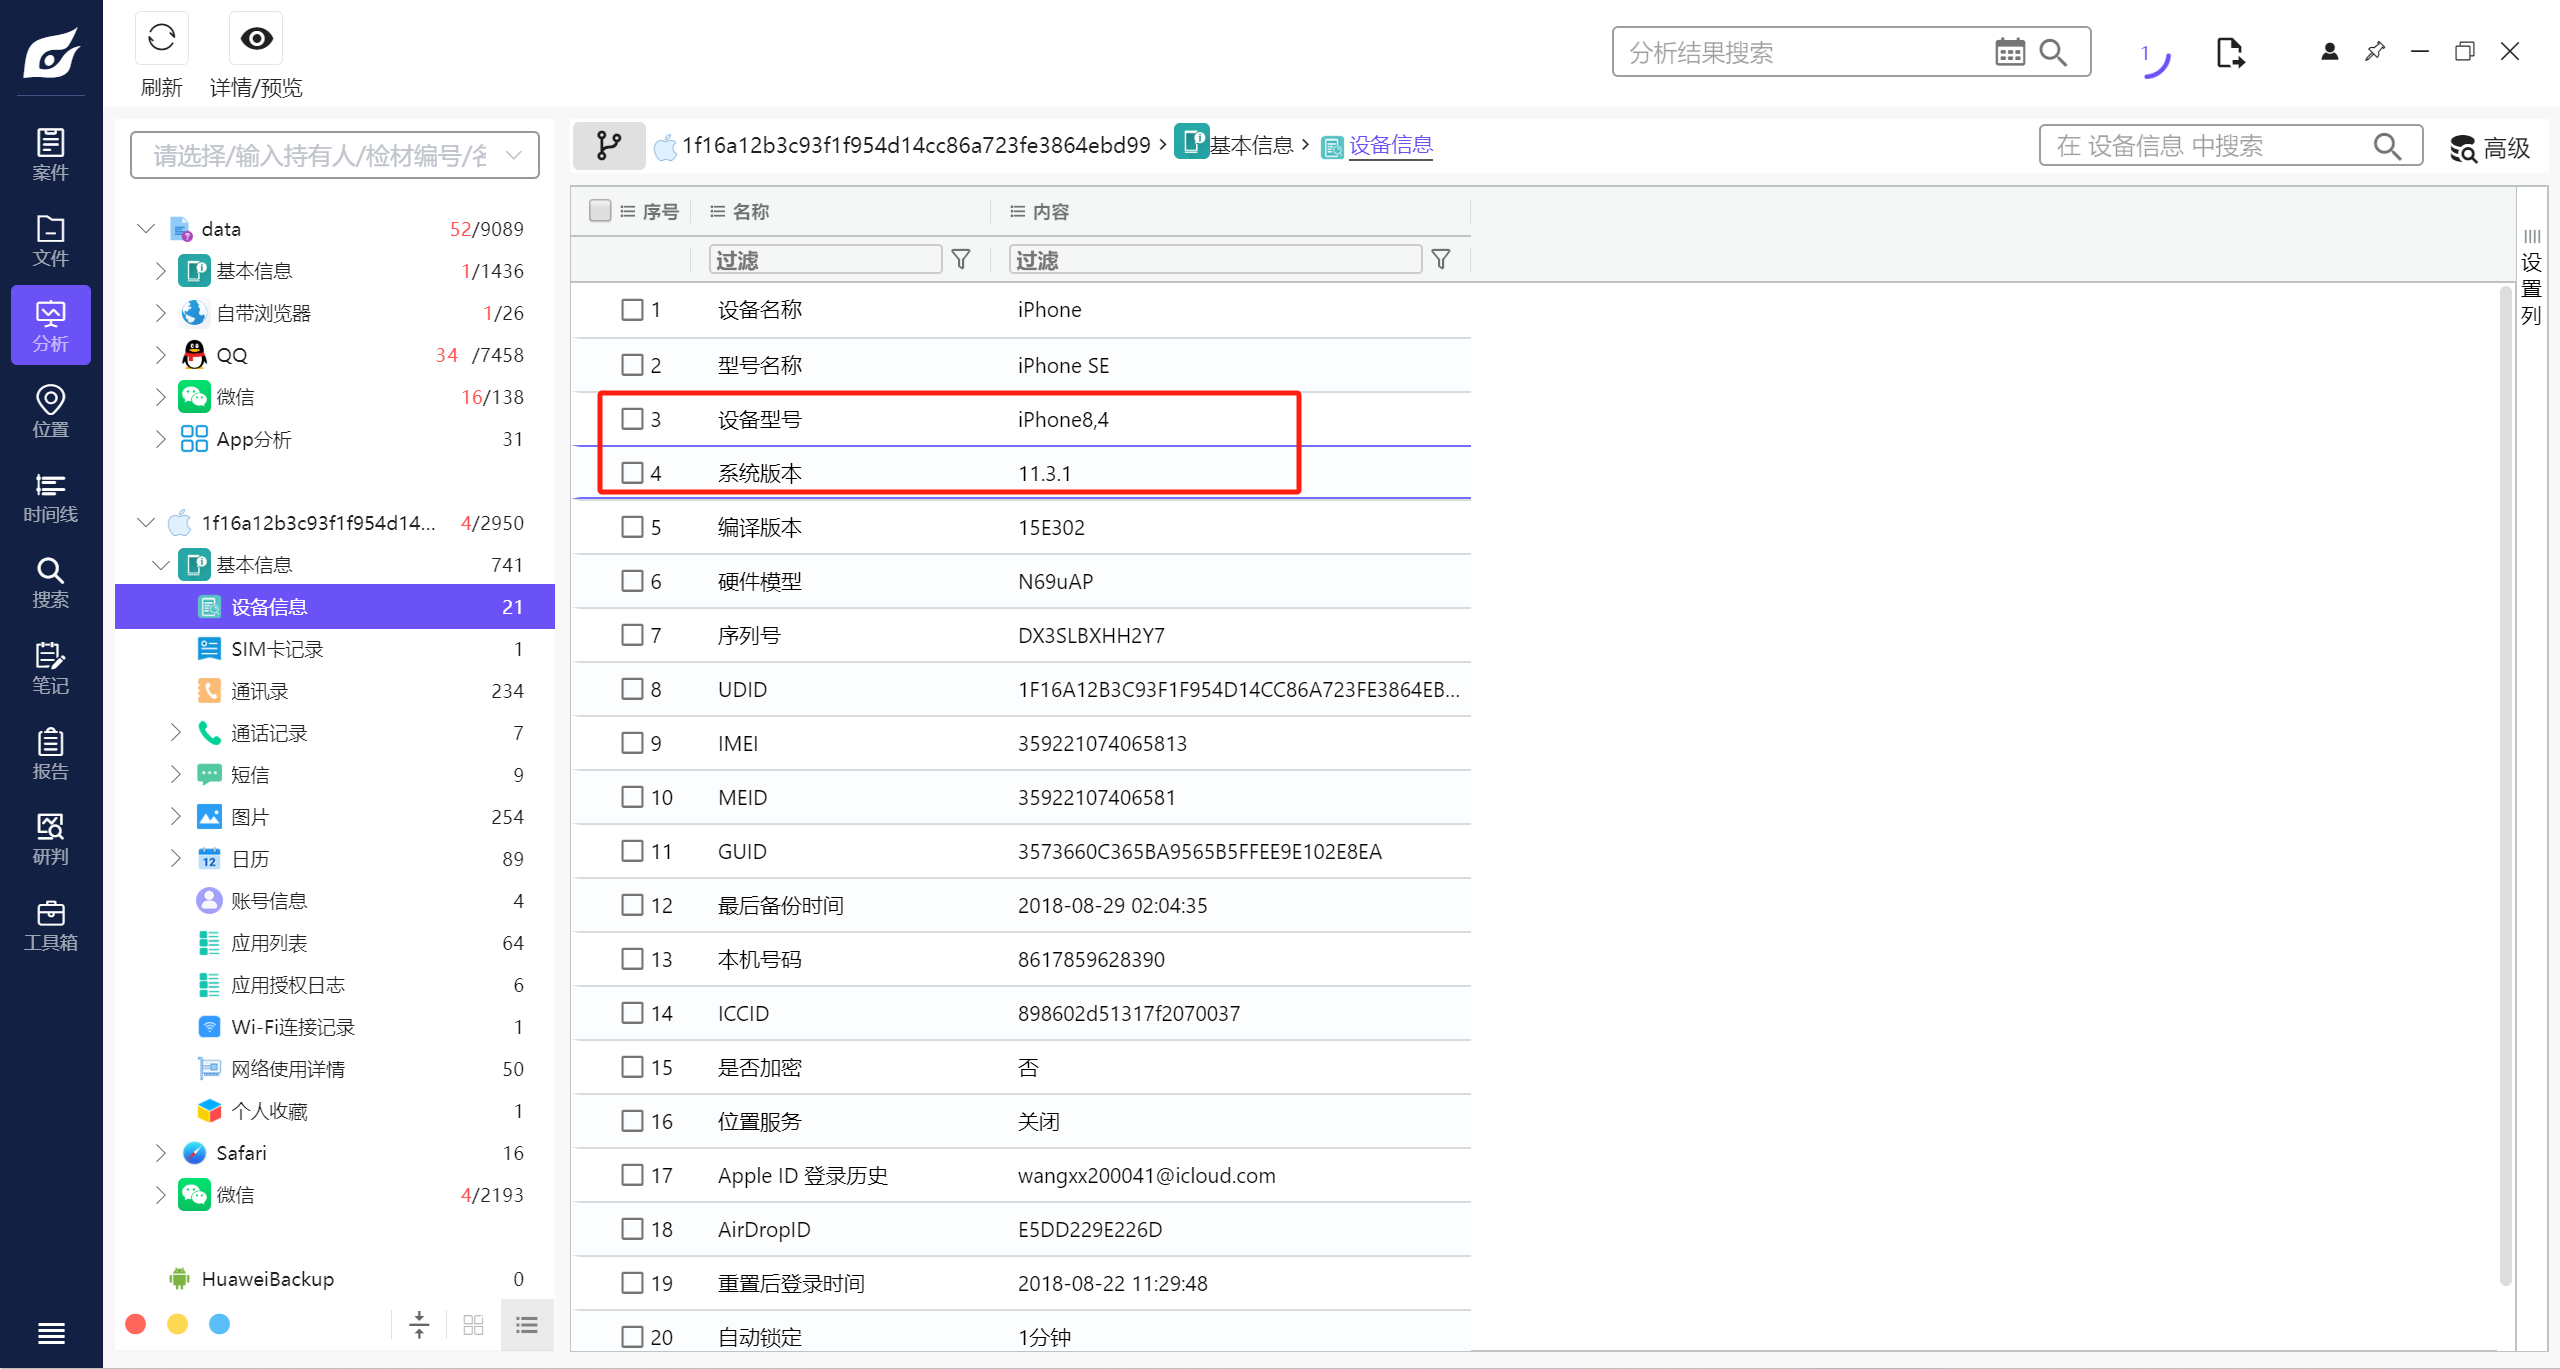 刷新
详情/预览
分析结果搜索
1
案件
文件
分析
位置
时间线
搜索
笔记
报告
研判
工具箱
请选择/输入持有人/检材编号/名
data 52/9089
基本信息 1/1436
自带浏览器 1/26
QQ 34 /7458
微信 16/138
App分析 31
1f16a12b3c93f1f954d14... 4/2950
基本信息 741
设备信息 21
SIM卡记录 1
通讯录 234
通话记录 7
短信 9
图片 254
日历 89
账号信息 4
应用列表 64
应用授权日志 6
Wi-Fi连接记录 1
网络使用详情 50
个人收藏 1
Safari 16
微信 4/2193
HuaweiBackup 0
1f16a12b3c93f1f954d14cc86a723fe3864ebd99 › 基本信息 › 设备信息
在 设备信息 中搜索
高级
序号 名称 内容
过滤 过滤
1 设备名称 iPhone
2 型号名称 iPhone SE
3 设备型号 iPhone8,4
4 系统版本 11.3.1
5 编译版本 15E302
6 硬件模型 N69uAP
7 序列号 DX3SLBXHH2Y7
8 UDID 1F16A12B3C93F1F954D14CC86A723FE3864EB...
9 IMEI 359221074065813
10 MEID 35922107406581
11 GUID 3573660C365BA9565B5FFEE9E102E8EA
12 最后备份时间 2018-08-29 02:04:35
13 本机号码 8617859628390
14 ICCID 898602d51317f2070037
15 是否加密 否
16 位置服务 关闭
17 Apple ID 登录历史 wangxx200041@icloud.com
18 AirDropID E5DD229E226D
19 重置后登录时间 2018-08-22 11:29:48
20 自动锁定 1分钟
设置列